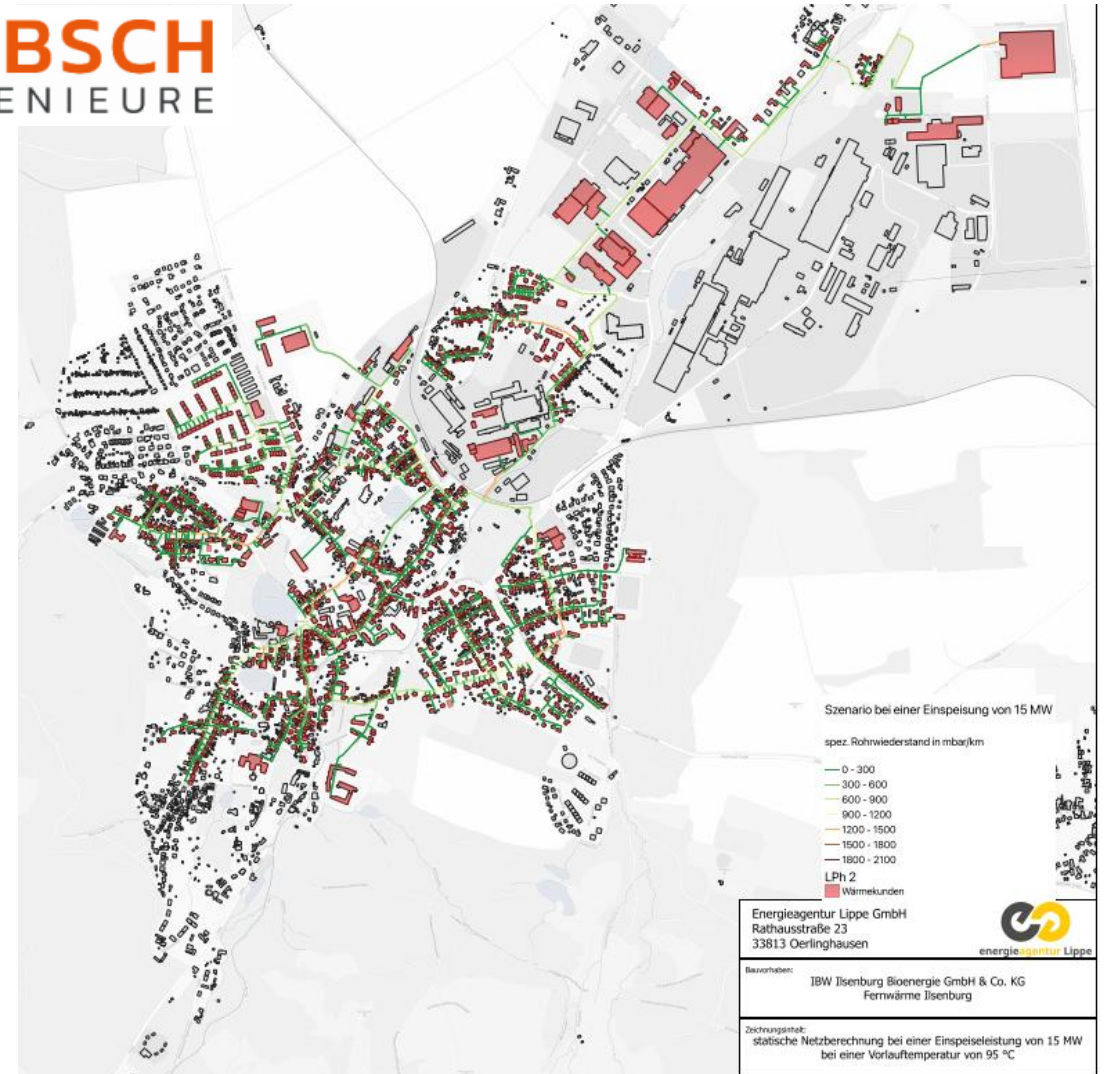 BSCH
ENIEURE
Szenario bei einer Einspeisung von 15 MW
spez. Rohrwiederstand in mbar/km
0 - 300
300 - 600
600 - 900
900 - 1200
1200 - 1500
1500 - 1800
1800 - 2100
LPh 2
Wärmekunden
Energieagentur Lippe GmbH
Rathausstraße 23
33813 Oerlinghausen
energieagentur Lippe
Bauvorhaben:
IBW Ilsenburg Bioenergie GmbH & Co. KG
Fernwärme Ilsenburg
Zeichnungsinhalt:
statische Netzberechnung bei einer Einspeiseleistung von 15 MW
bei einer Vorlauftemperatur von 95 °C